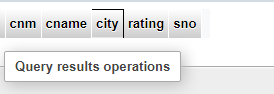 cnm cname city rating sno
Query results operations